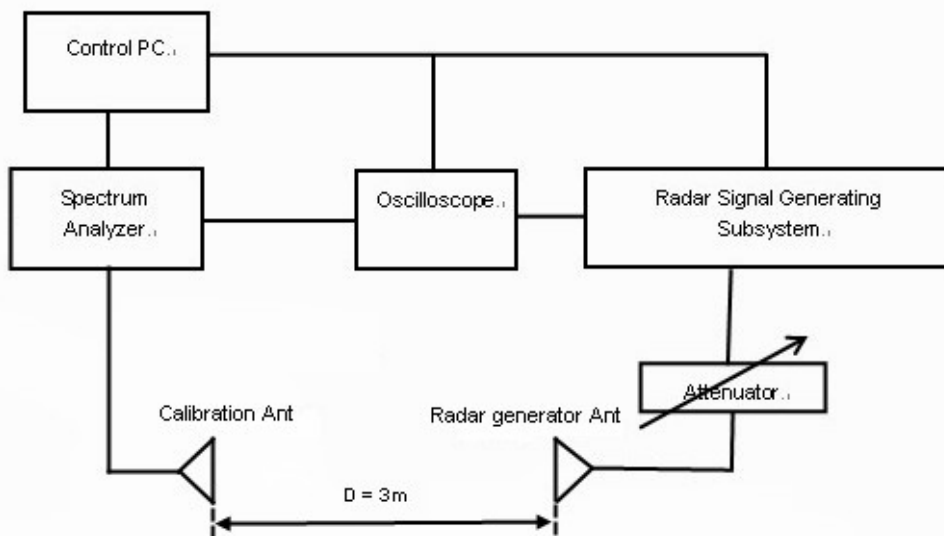 Control PC
Spectrum
Analyzer
Oscilloscope
Radar Signal Generating
Subsystem
Attenuator
Calibration Ant
Radar generator Ant
D = 3m